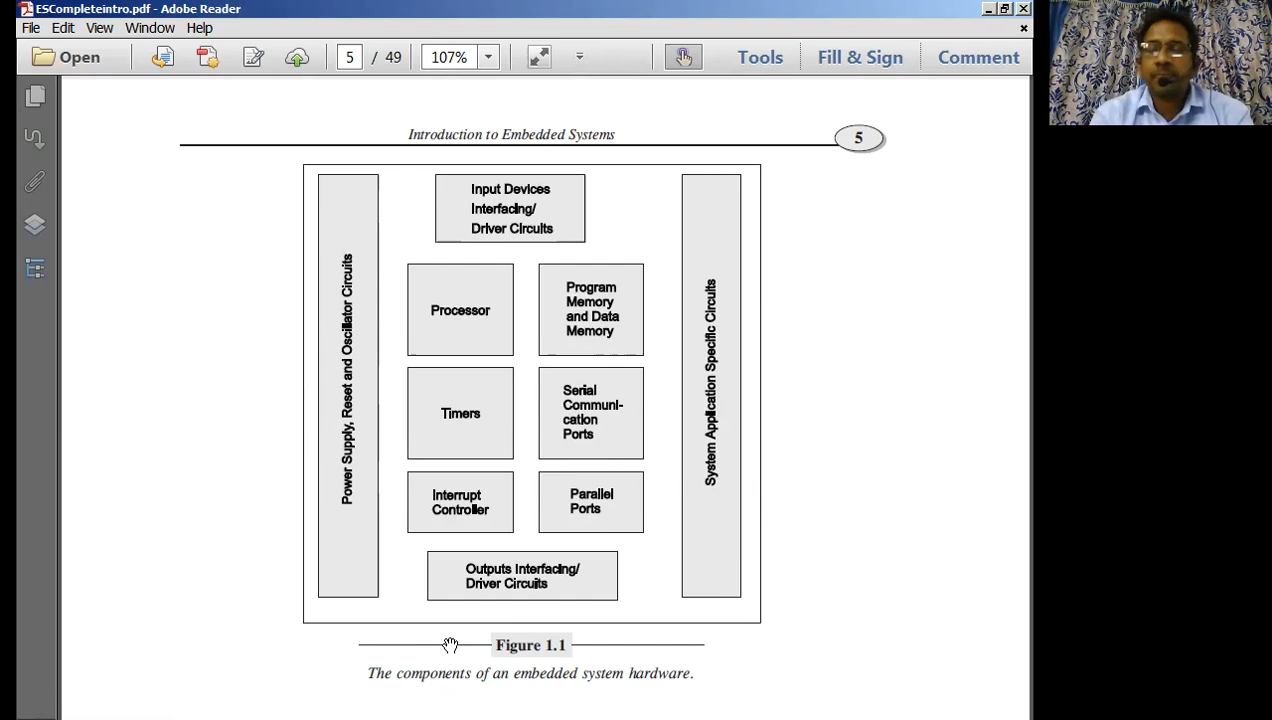 ESCompleteintro.pdf - Adobe Reader
File Edit View Window Help
Open 5 / 49 107% Tools Fill & Sign Comment
Introduction to Embedded Systems
5
Power Supply, Reset and Oscillator Circuits
Input Devices
Interfacing/
Driver Circuits
Processor
Program
Memory
and Data
Memory
Timers
Serial
Communi-
cation
Ports
Interrupt
Controller
Parallel
Ports
Outputs Interfacing/
Driver Circuits
System Application Specific Circuits
Figure 1.1
The components of an embedded system hardware.